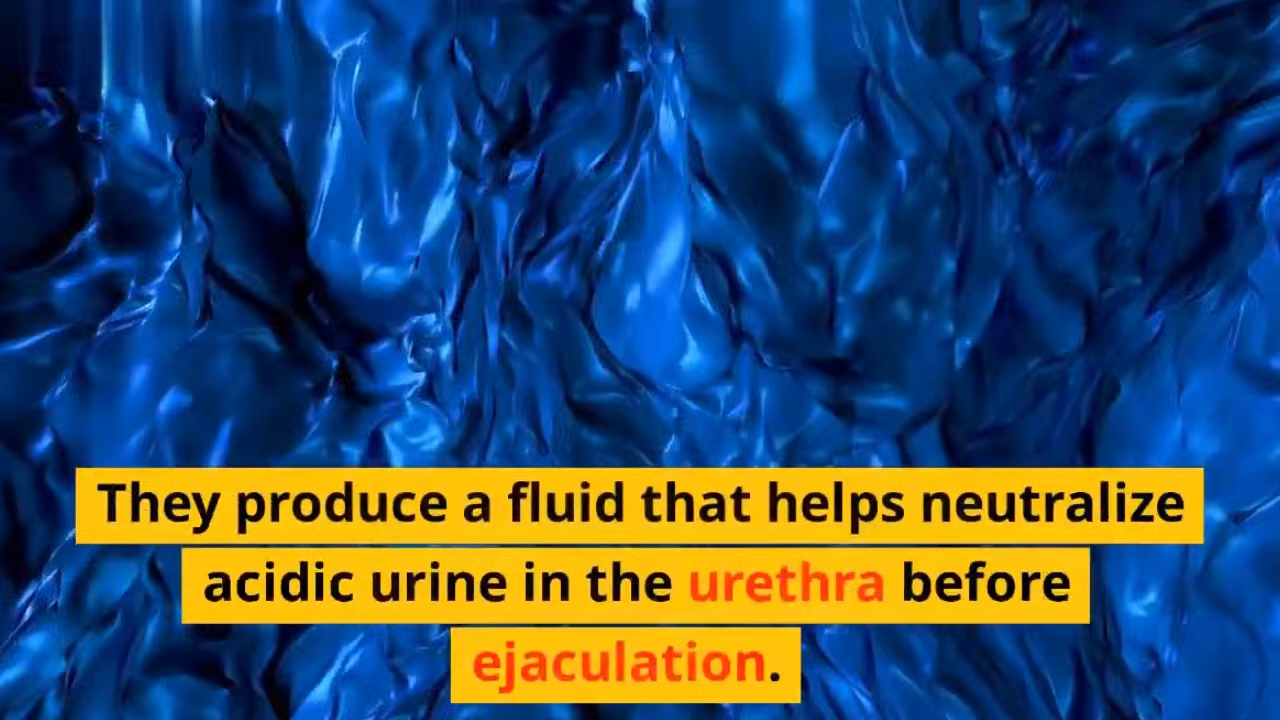 They produce a fluid that helps neutralize
acidic urine in the urethra before
ejaculation.